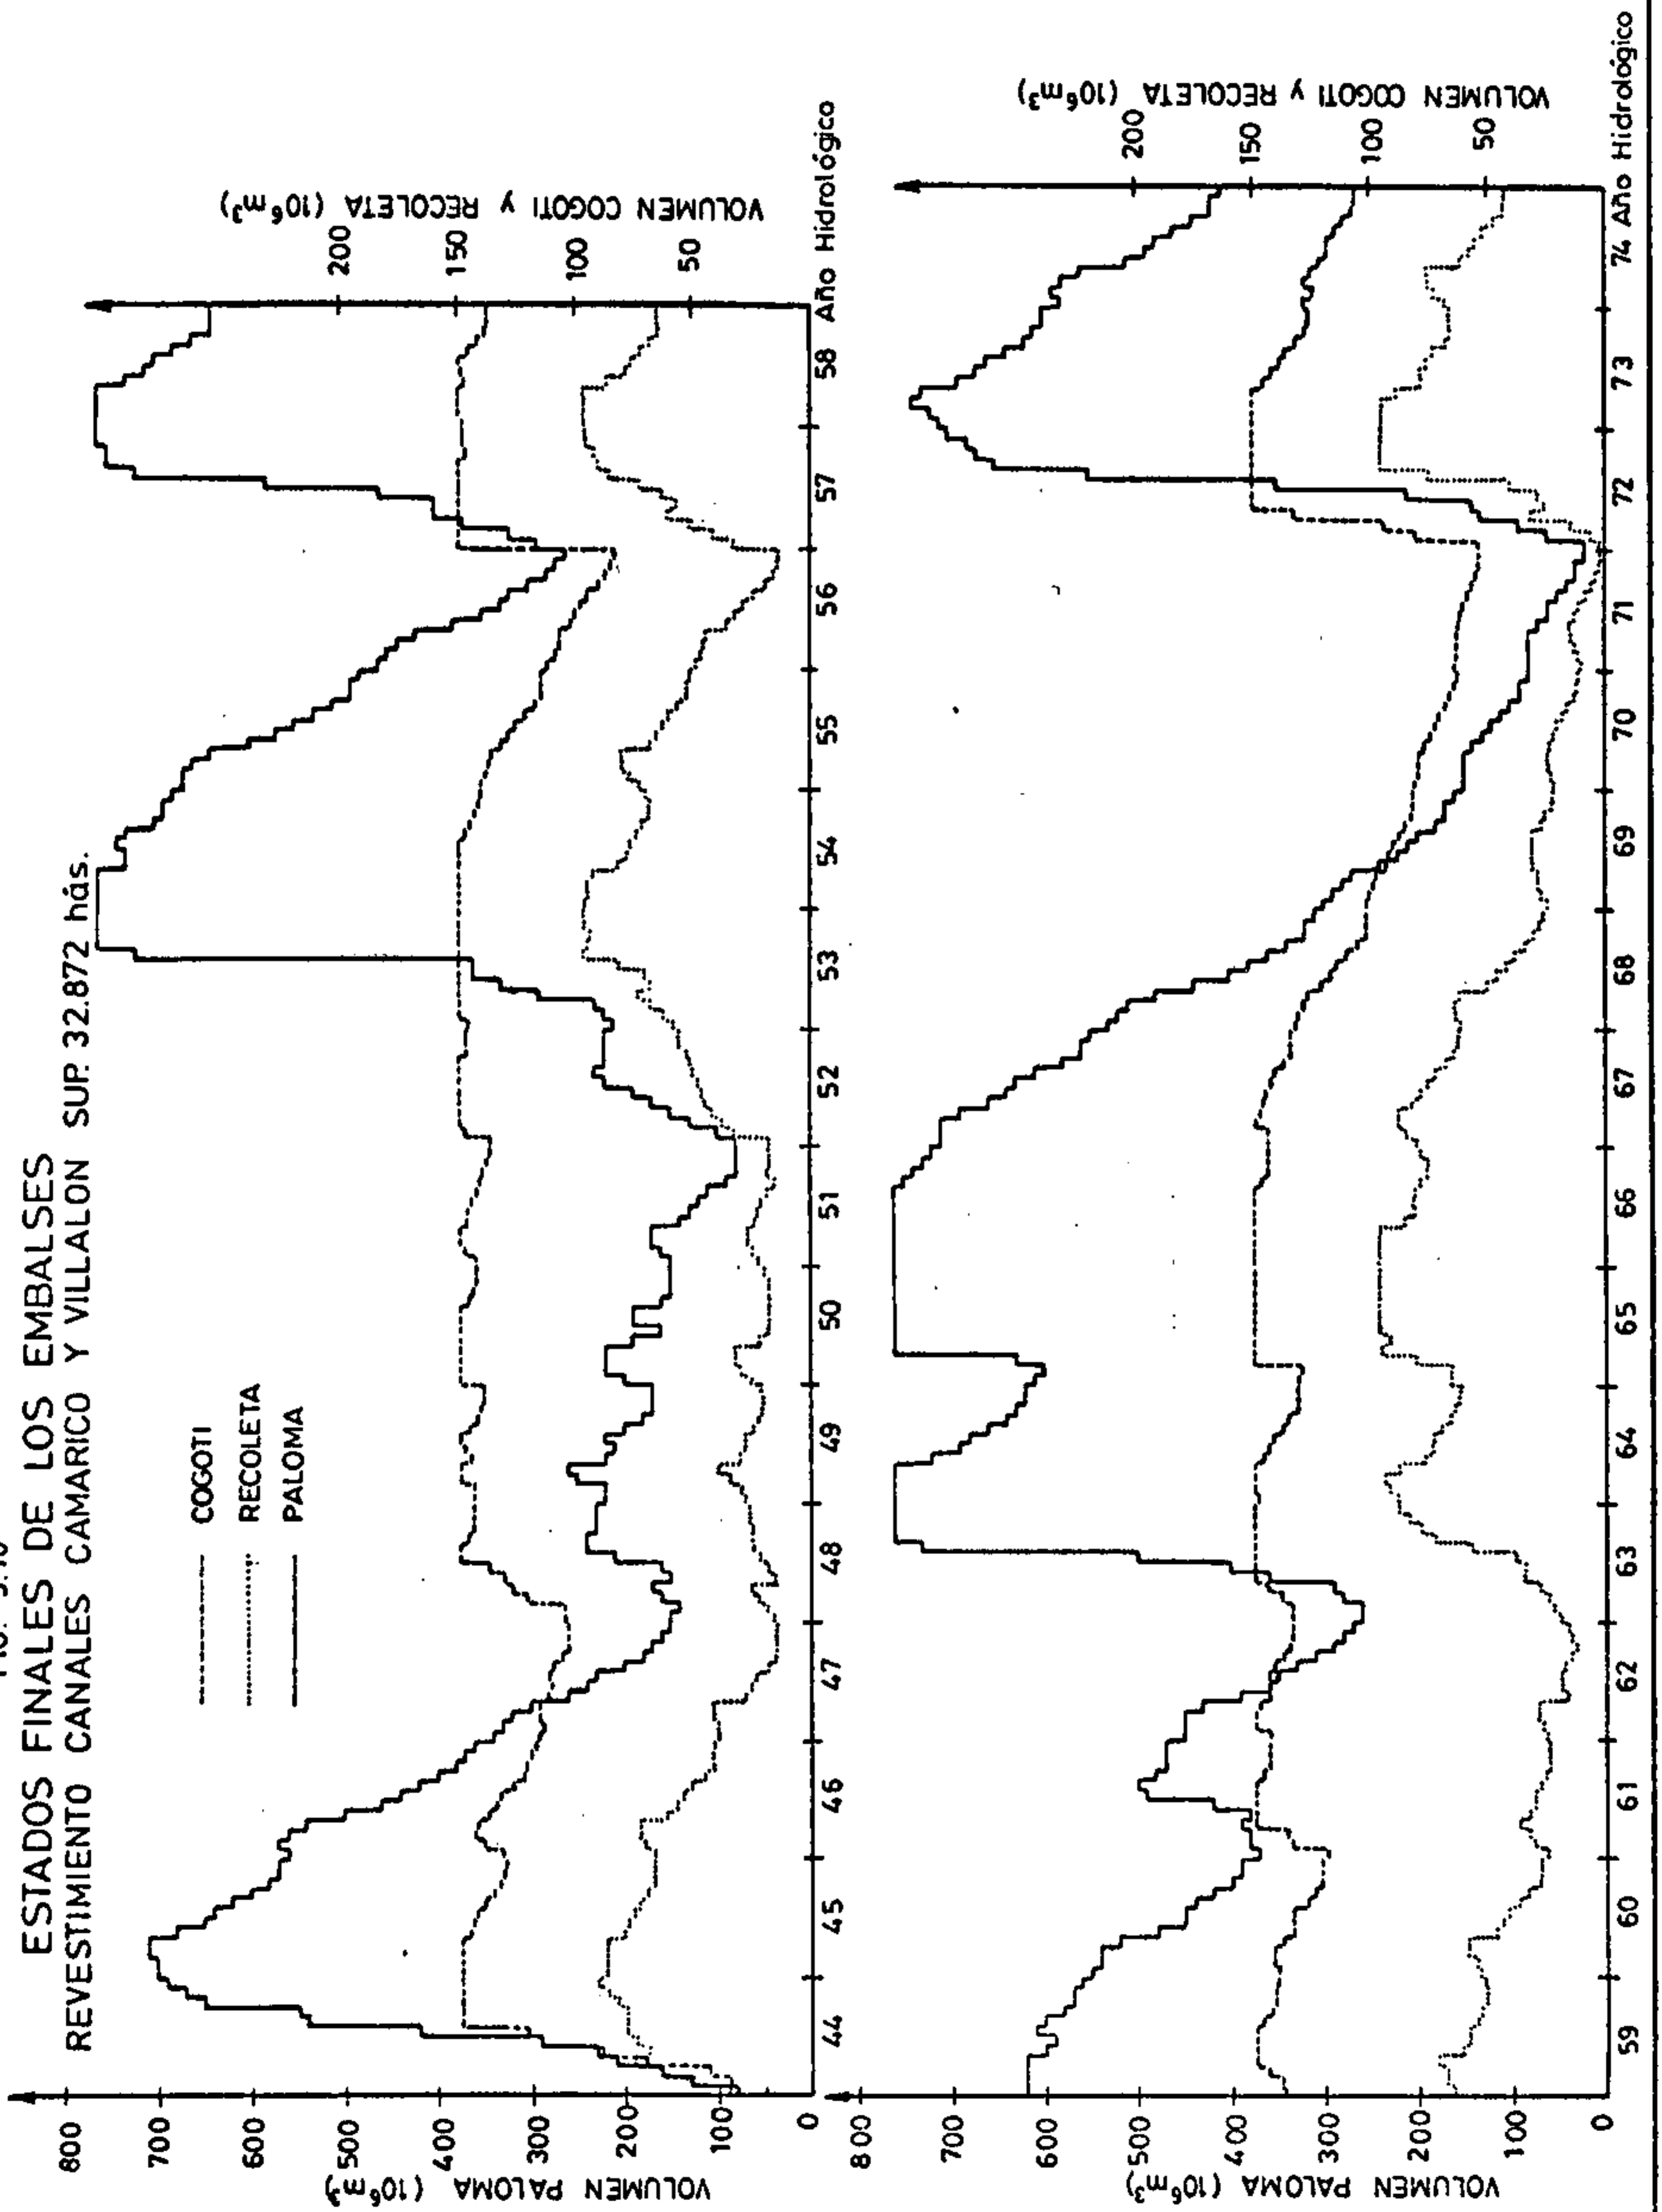 ESTADOS FINALES DE LOS EMBALSES
REVESTIMIENTO CANALES CAMARICO Y VILLALON SUP. 32.872 hás.
COGOTI
RECOLETA
PALOMA
VOLUMEN PALOMA (10⁶m³)
800
700
600
500
400
300
200
100
0
44 45 46 47 48 49 50 51 52 53 54 55 56 57 58 Año Hidrológico
VOLUMEN COGOTI y RECOLETA (10⁶m³)
200
150
100
50
VOLUMEN PALOMA (10⁶m³)
800
700
600
500
400
300
200
100
0
59 60 61 62 63 64 65 66 67 68 69 70 71 72 73 74 Año Hidrológico
VOLUMEN COGOTI y RECOLETA (10⁶m³)
200
150
100
50